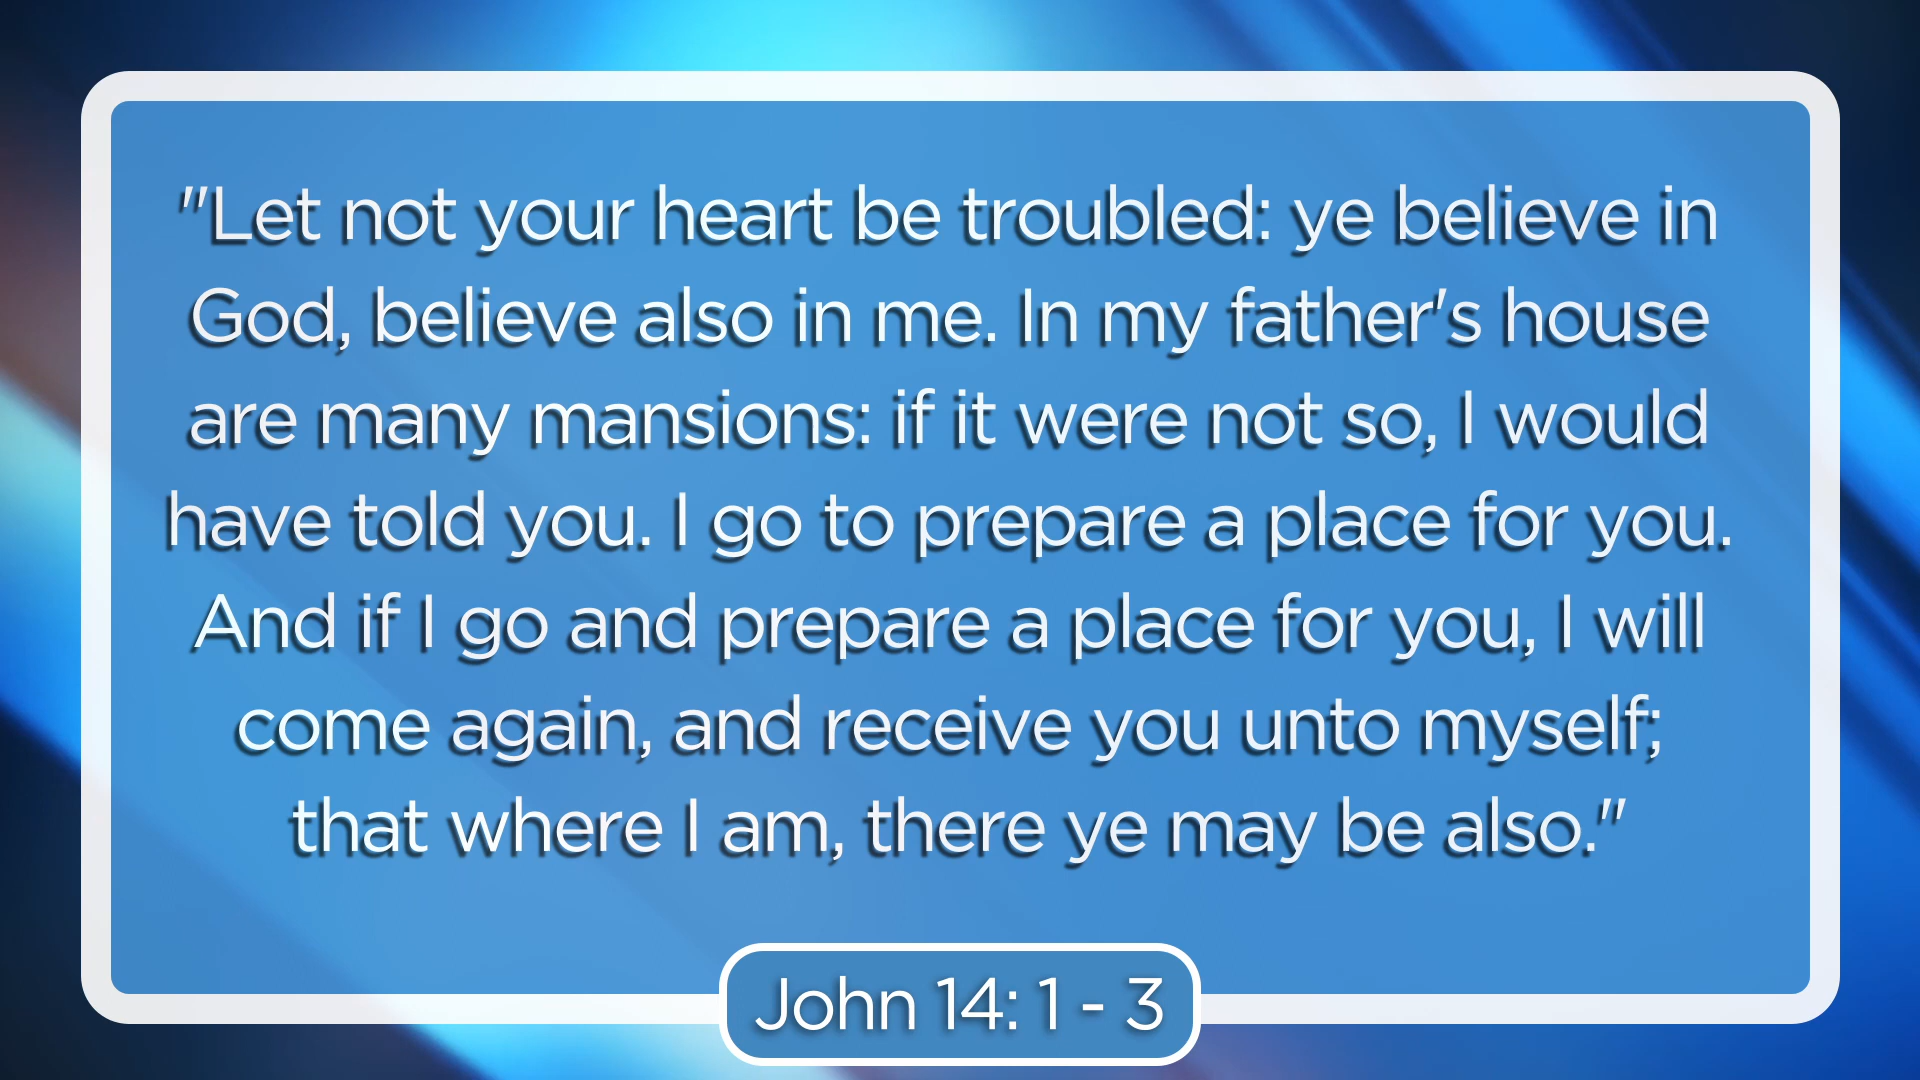 "Let not your heart be troubled: ye believe in
God, believe also in me. In my father's house
are many mansions: if it were not so, I would
have told you. I go to prepare a place for you.
And if I go and prepare a place for you, I will
come again, and receive you unto myself;
that where I am, there ye may be also."
John 14: 1 - 3